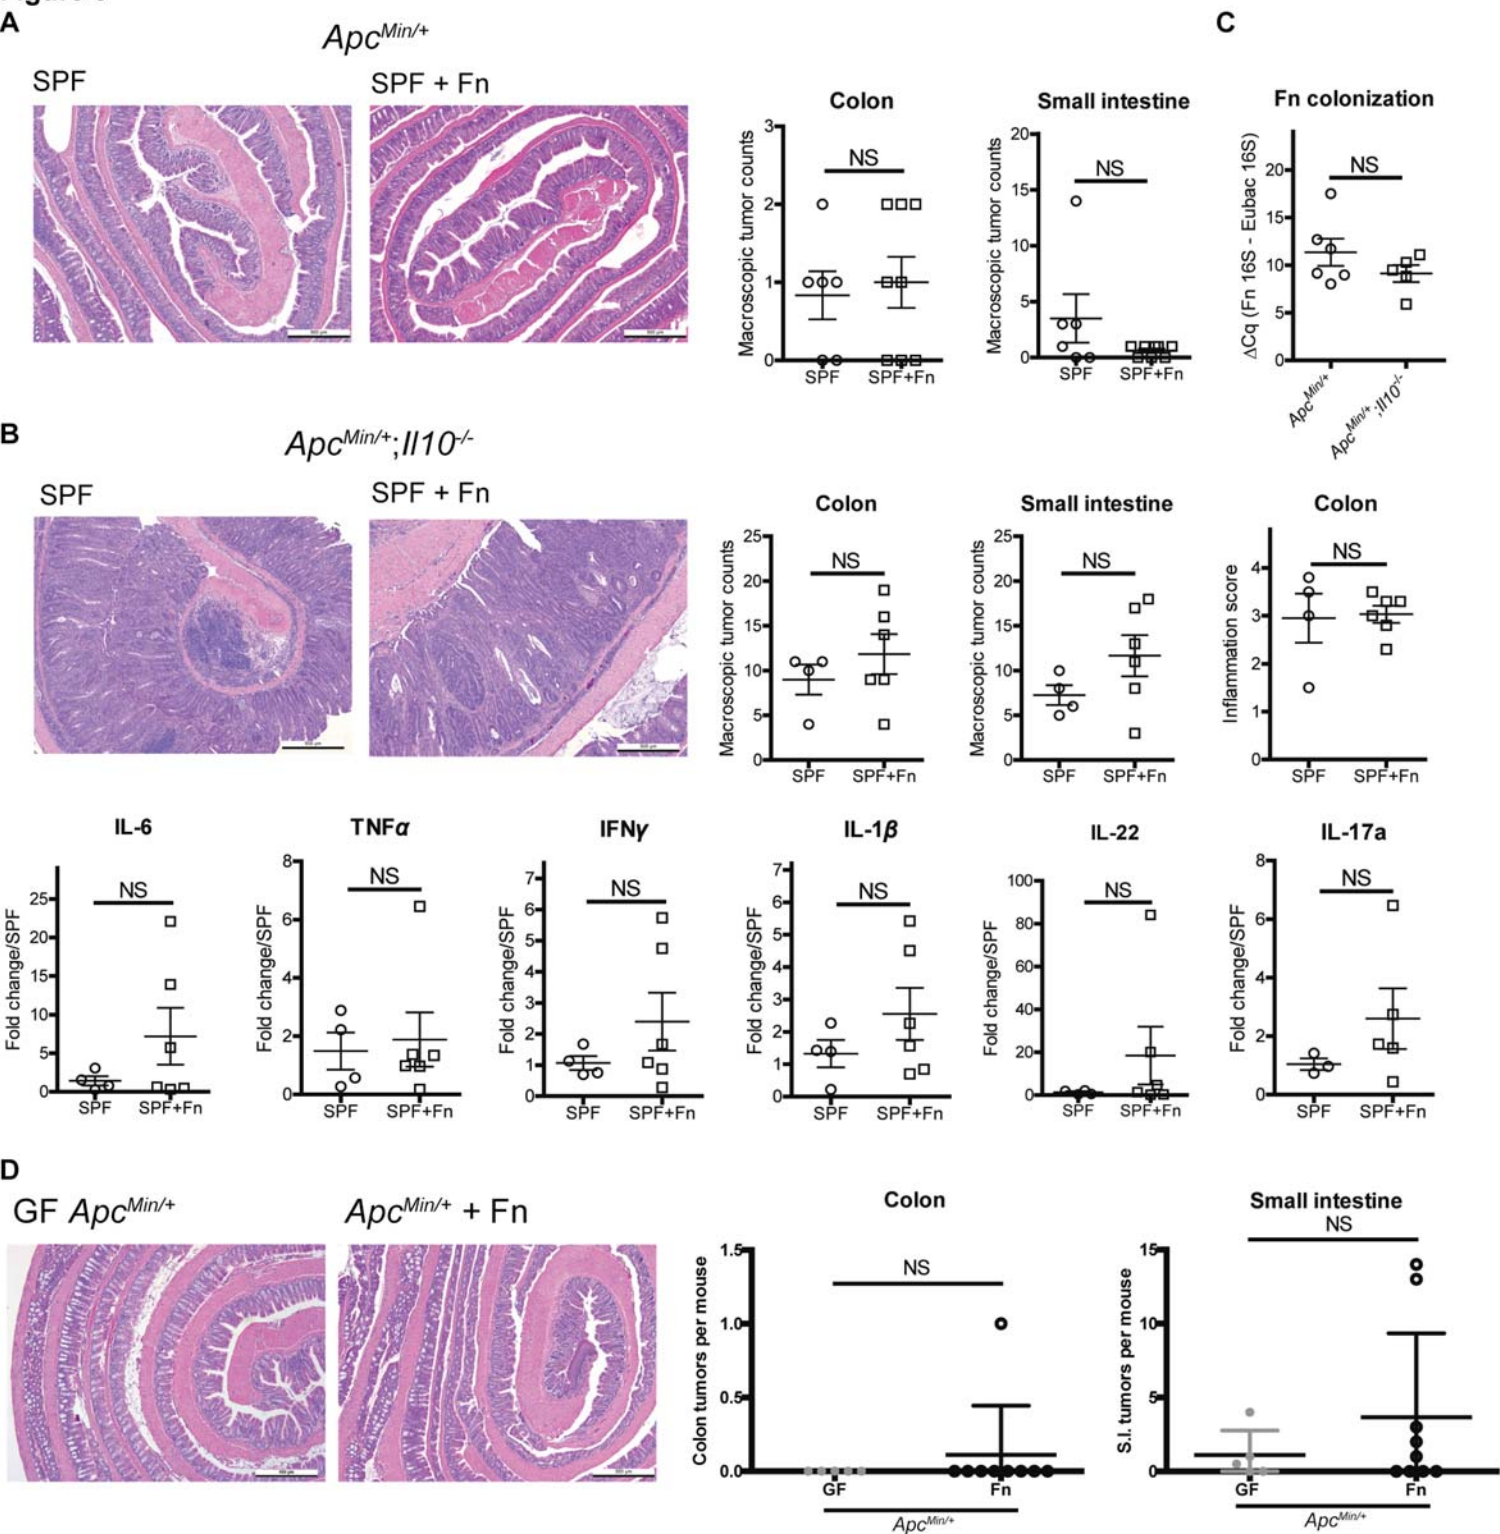 A
Apc^Min/+
C
SPF
SPF + Fn
Colon
Small intestine
Fn colonization
Macroscopic tumor counts
3
2
1
0
NS
SPF
SPF+Fn
Macroscopic tumor counts
20
15
10
5
0
NS
SPF
SPF+Fn
ΔCq (Fn 16S - Eubac 16S)
20
15
10
5
0
NS
Apc^Min/+
Apc^Min/+;Il10^-/-
B
Apc^Min/+;Il10^-/-
SPF
SPF + Fn
Colon
Macroscopic tumor counts
25
20
15
10
5
0
NS
SPF
SPF+Fn
Small intestine
Macroscopic tumor counts
25
20
15
10
5
0
NS
SPF
SPF+Fn
Colon
Inflammation score
4
3
2
1
0
NS
SPF
SPF+Fn
IL-6
Fold change/SPF
25
20
15
10
5
0
NS
SPF
SPF+Fn
TNFα
Fold change/SPF
8
6
4
2
0
NS
SPF
SPF+Fn
IFNγ
Fold change/SPF
7
6
5
4
3
2
1
0
NS
SPF
SPF+Fn
IL-1β
Fold change/SPF
7
6
5
4
3
2
1
0
NS
SPF
SPF+Fn
IL-22
Fold change/SPF
100
80
60
40
20
0
NS
SPF
SPF+Fn
IL-17a
Fold change/SPF
8
6
4
2
0
NS
SPF
SPF+Fn
D
GF Apc^Min/+
Apc^Min/+ + Fn
Colon
Colon tumors per mouse
1.5
1.0
0.5
0.0
NS
GF
Fn
Apc^Min/+
Small intestine
S.I. tumors per mouse
15
10
5
0
NS
GF
Fn
Apc^Min/+